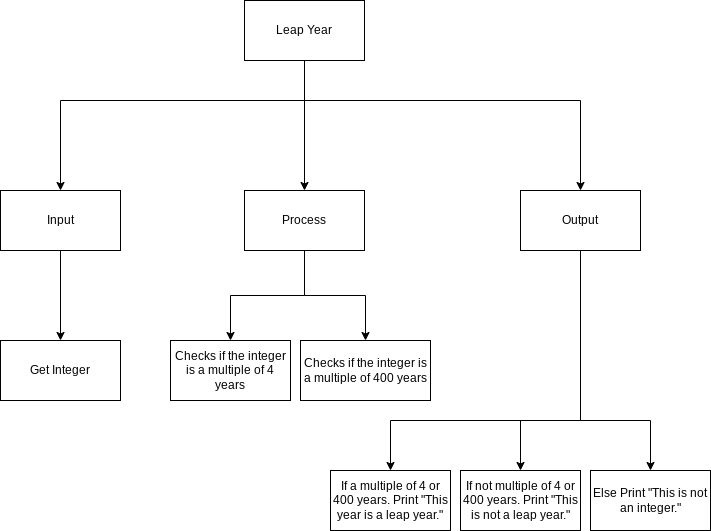 Leap Year
Input
Process
Output
Get Integer
Checks if the integer
is a multiple of 4
years
Checks if the integer is
a multiple of 400 years
If a multiple of 4 or
400 years. Print "This
year is a leap year."
If not multiple of 4 or
400 years. Print "This
is not a leap year."
Else Print "This is not
an integer."